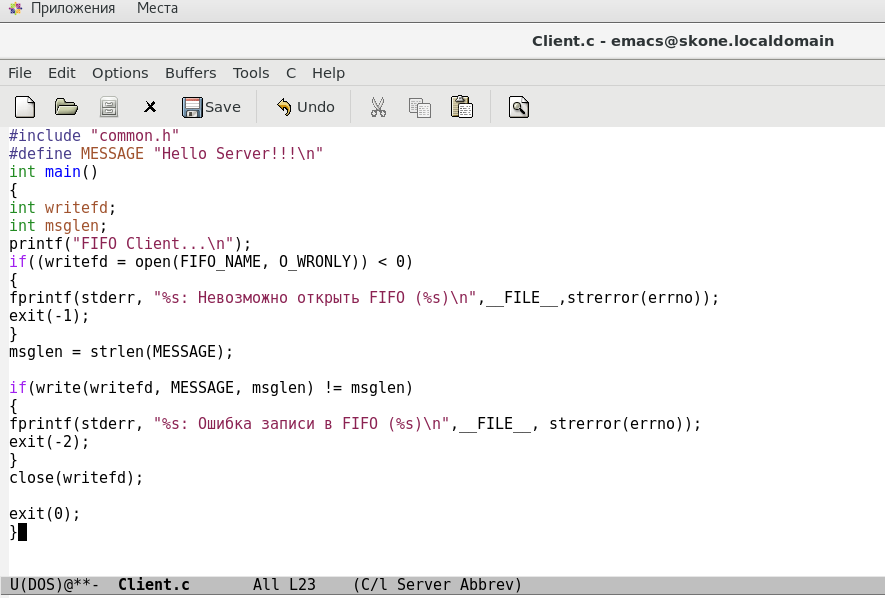 Приложения Места
Client.c - emacs@skone.localdomain
File Edit Options Buffers Tools C Help
Save Undo
#include "common.h"
#define MESSAGE "Hello Server!!!\n"
int main()
{
int writefd;
int msglen;
printf("FIFO Client...\n");
if((writefd = open(FIFO_NAME, O_WRONLY)) < 0)
{
fprintf(stderr, "%s: Невозможно открыть FIFO (%s)\n",__FILE__,strerror(errno));
exit(-1);
}
msglen = strlen(MESSAGE);
if(write(writefd, MESSAGE, msglen) != msglen)
{
fprintf(stderr, "%s: Ошибка записи в FIFO (%s)\n",__FILE__, strerror(errno));
exit(-2);
}
close(writefd);
exit(0);
}
U(DOS)@**- Client.c All L23 (C/l Server Abbrev)